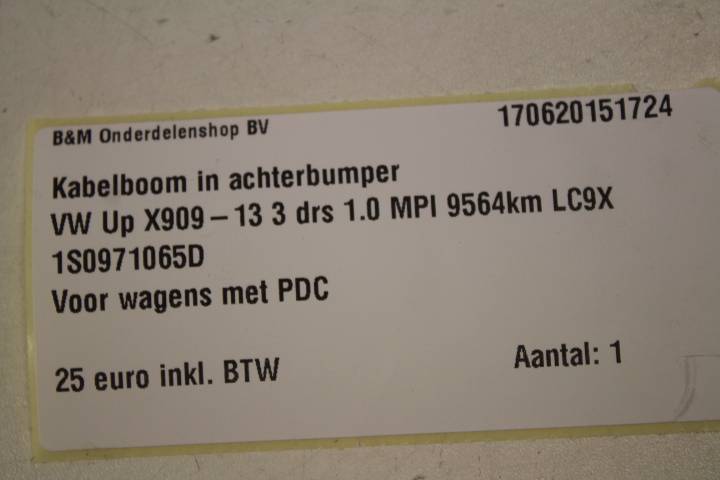 B&M Onderdelenshop BV 170620151724
Kabelboom in achterbumper
VW Up X909-13 3 drs 1.0 MPI 9564km LC9X
1S0971065D
Voor wagens met PDC
25 euro inkl. BTW Aantal: 1